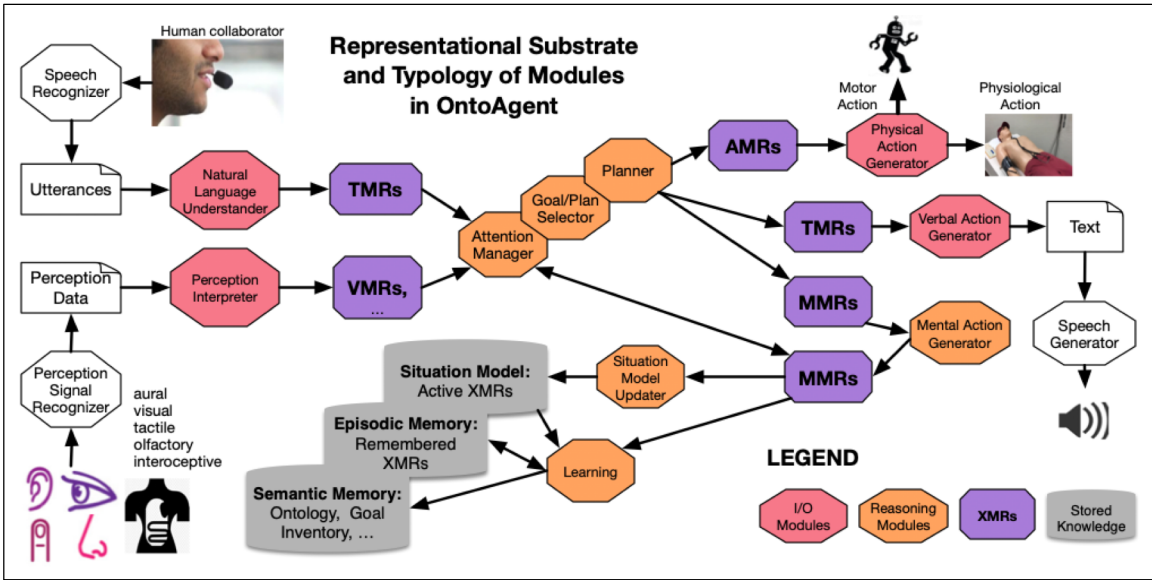 Human collaborator
Representational Substrate
and Typology of Modules
in OntoAgent
Speech
Recognizer
Utterances
Natural
Language
Understander
TMRs
Perception
Data
Perception
Interpreter
VMRs,
...
Perception
Signal
Recognizer
aural
visual
tactile
olfactory
interoceptive
Attention
Manager
Goal/Plan
Selector
Planner
AMRs
Motor
Action
Physical
Action
Generator
Physiological
Action
TMRs
Verbal Action
Generator
Text
MMRs
Mental Action
Generator
Speech
Generator
MMRs
Situation
Model
Updater
Situation Model:
Active XMRs
Episodic Memory:
Remembered
XMRs
Semantic Memory:
Ontology, Goal
Inventory, ...
Learning
LEGEND
I/O
Modules
Reasoning
Modules
XMRs
Stored
Knowledge